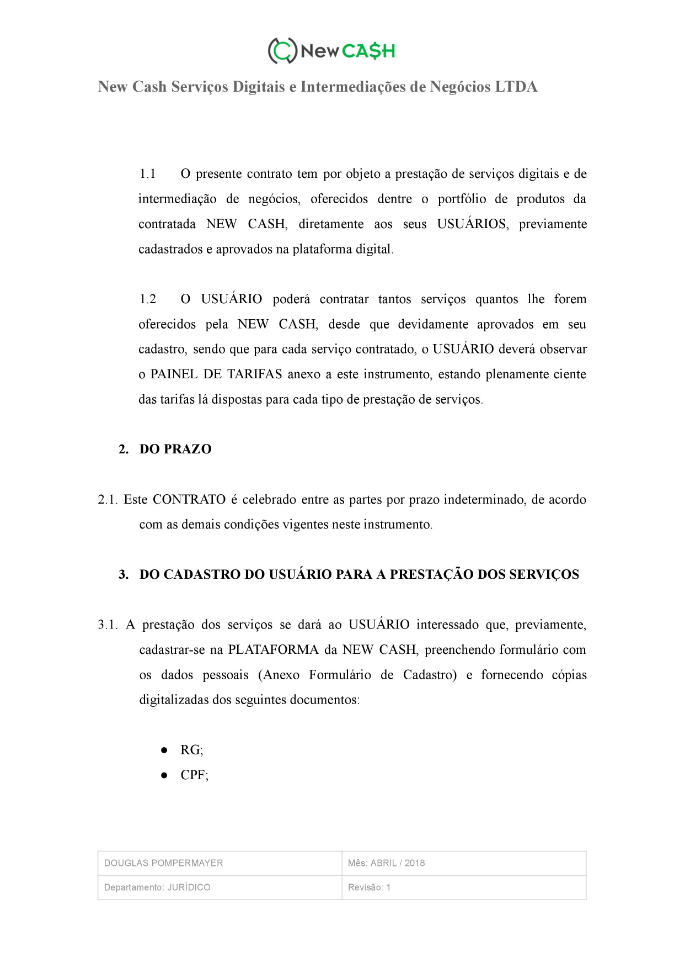 New CA$H
New Cash Serviços Digitais e Intermediações de Negócios LTDA
1.1 O presente contrato tem por objeto a prestação de serviços digitais e de
intermediação de negócios, oferecidos dentre o portfólio de produtos da
contratada NEW CASH, diretamente aos seus USUÁRIOS, previamente
cadastrados e aprovados na plataforma digital.
1.2 O USUÁRIO poderá contratar tantos serviços quantos lhe forem
oferecidos pela NEW CASH, desde que devidamente aprovados em seu
cadastro, sendo que para cada serviço contratado, o USUÁRIO deverá observar
o PAINEL DE TARIFAS anexo a este instrumento, estando plenamente ciente
das tarifas lá dispostas para cada tipo de prestação de serviços.
2. DO PRAZO
2.1. Este CONTRATO é celebrado entre as partes por prazo indeterminado, de acordo
com as demais condições vigentes neste instrumento.
3. DO CADASTRO DO USUÁRIO PARA A PRESTAÇÃO DOS SERVIÇOS
3.1. A prestação dos serviços se dará ao USUÁRIO interessado que, previamente,
cadastrar-se na PLATAFORMA da NEW CASH, preenchendo formulário com
os dados pessoais (Anexo Formulário de Cadastro) e fornecendo cópias
digitalizadas dos seguintes documentos:
● RG;
● CPF;
DOUGLAS POMPERMAYER Mês: ABRIL / 2018
Departamento: JURÍDICO Revisão: 1